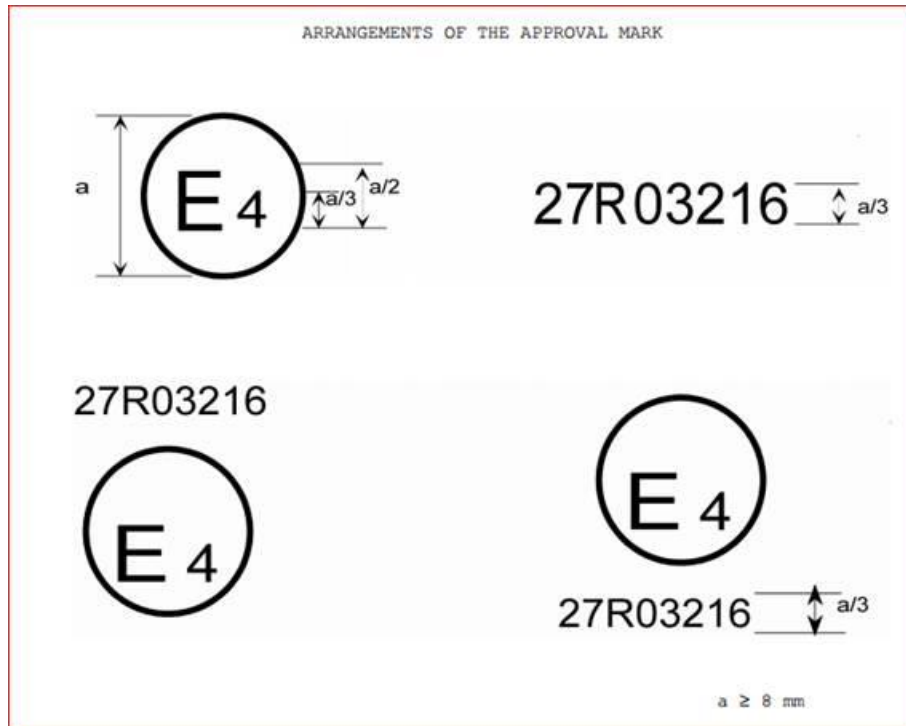 ARRANGEMENTS OF THE APPROVAL MARK
a
E 4
a/3
a/2
27R03216
a/3
27R03216
E 4
E 4
27R03216
a/3
a ≥ 8 mm